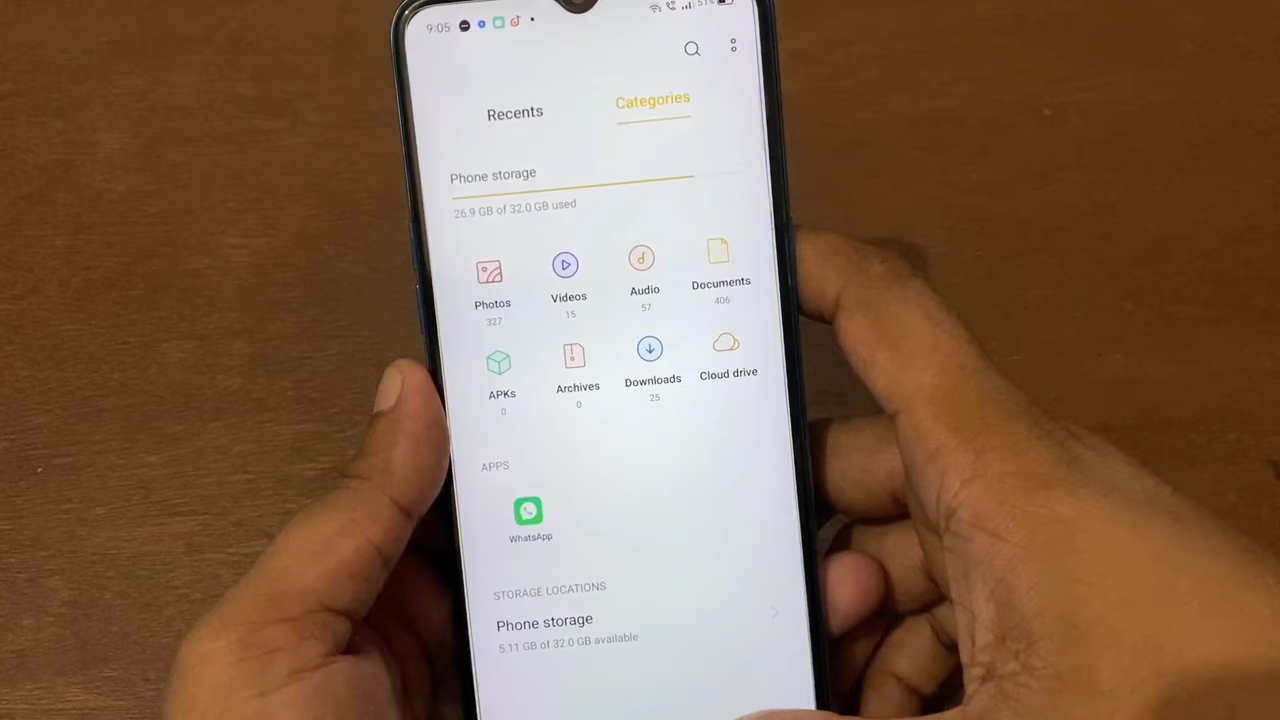 9:05
51%
Recents
Categories
Phone storage
26.9 GB of 32.0 GB used
Photos
327
Videos
15
Audio
57
Documents
406
APKs
0
Archives
0
Downloads
25
Cloud drive
APPS
WhatsApp
STORAGE LOCATIONS
Phone storage
5.11 GB of 32.0 GB available